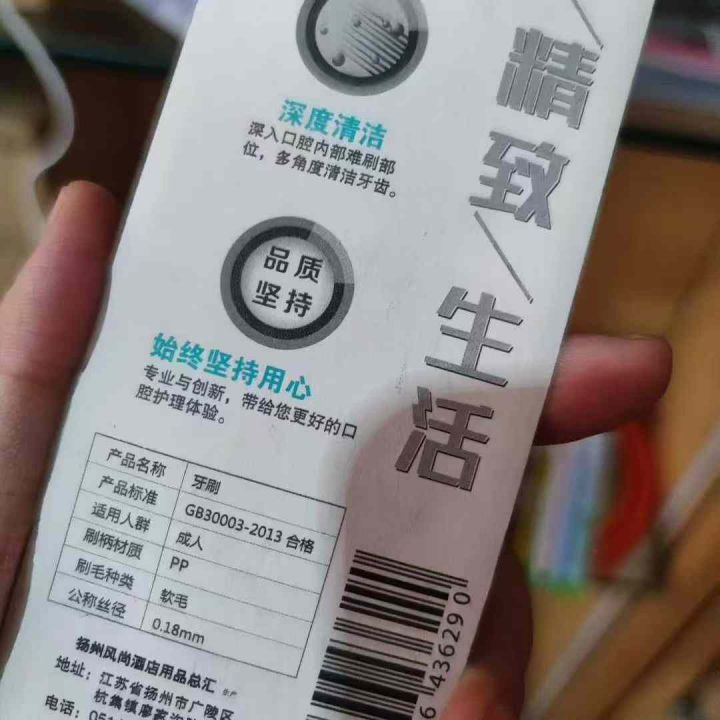 精致
生活
深度清洁
深入口腔内部难刷部
位，多角度清洁牙齿。
品质
坚持
始终坚持用心
专业与创新，带给您更好的口
腔护理体验。
产品名称 牙刷
产品标准 GB30003-2013 合格
适用人群 成人
刷柄材质 PP
刷毛种类 软毛
公称丝径 0.18mm
扬州风尚酒店用品总汇
地址：江苏省扬州市广陵区
杭集镇廖家沟
电话：051
6 436290